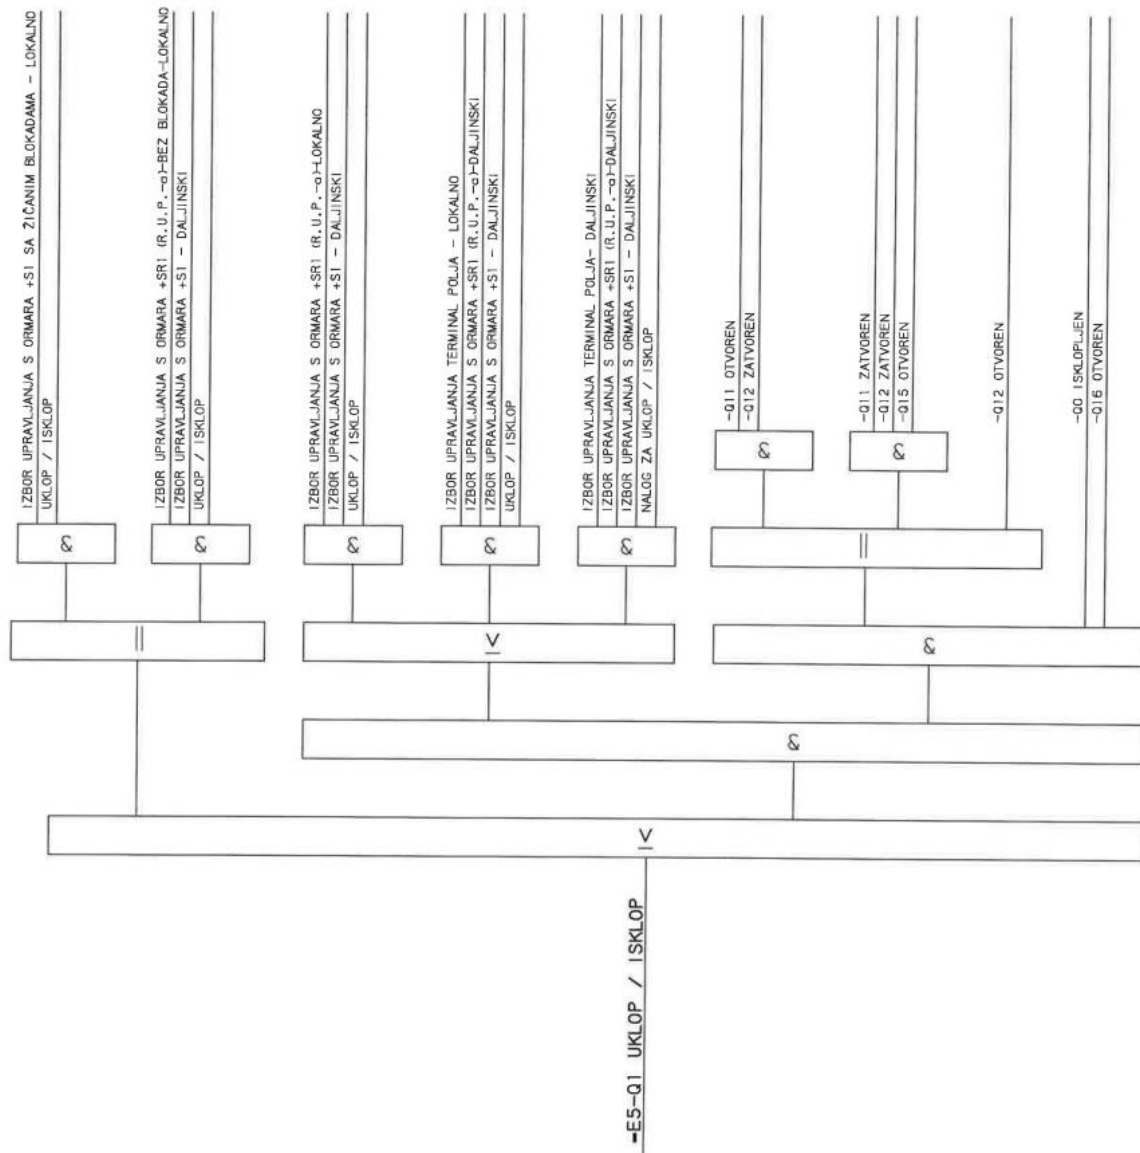 IZBOR UPRAVLJANJA S ORMARA +S1 SA ŽIČANIM BLOKADAMA - LOKALNO
UKLOP / ISKLOP
&
IZBOR UPRAVLJANJA S ORMARA +SR1 (R.U.P.-a)-BEZ BLOKADA-LOKALNO
IZBOR UPRAVLJANJA S ORMARA +S1 - DALJINSKI
UKLOP / ISKLOP
&
||
IZBOR UPRAVLJANJA S ORMARA +SR1 (R.U.P.-a)-LOKALNO
IZBOR UPRAVLJANJA S ORMARA +S1 - DALJINSKI
UKLOP / ISKLOP
&
IZBOR UPRAVLJANJA TERMINAL POLJA - LOKALNO
IZBOR UPRAVLJANJA S ORMARA +SR1 (R.U.P.-a)-DALJINSKI
IZBOR UPRAVLJANJA S ORMARA +S1 - DALJINSKI
UKLOP / ISKLOP
&
IZBOR UPRAVLJANJA TERMINAL POLJA- DALJINSKI
IZBOR UPRAVLJANJA S ORMARA +SR1 (R.U.P.-a)-DALJINSKI
IZBOR UPRAVLJANJA S ORMARA +S1 - DALJINSKI
NALOG ZA UKLOP / ISKLOP
&
V
-Q11 OTVOREN
-Q12 ZATVOREN
&
-Q11 ZATVOREN
-Q12 ZATVOREN
-Q15 OTVOREN
&
-Q12 OTVOREN
||
-Q0 ISKLOPLJEN
-Q16 OTVOREN
&
&
V
-E5-Q1 UKLOP / ISKLOP